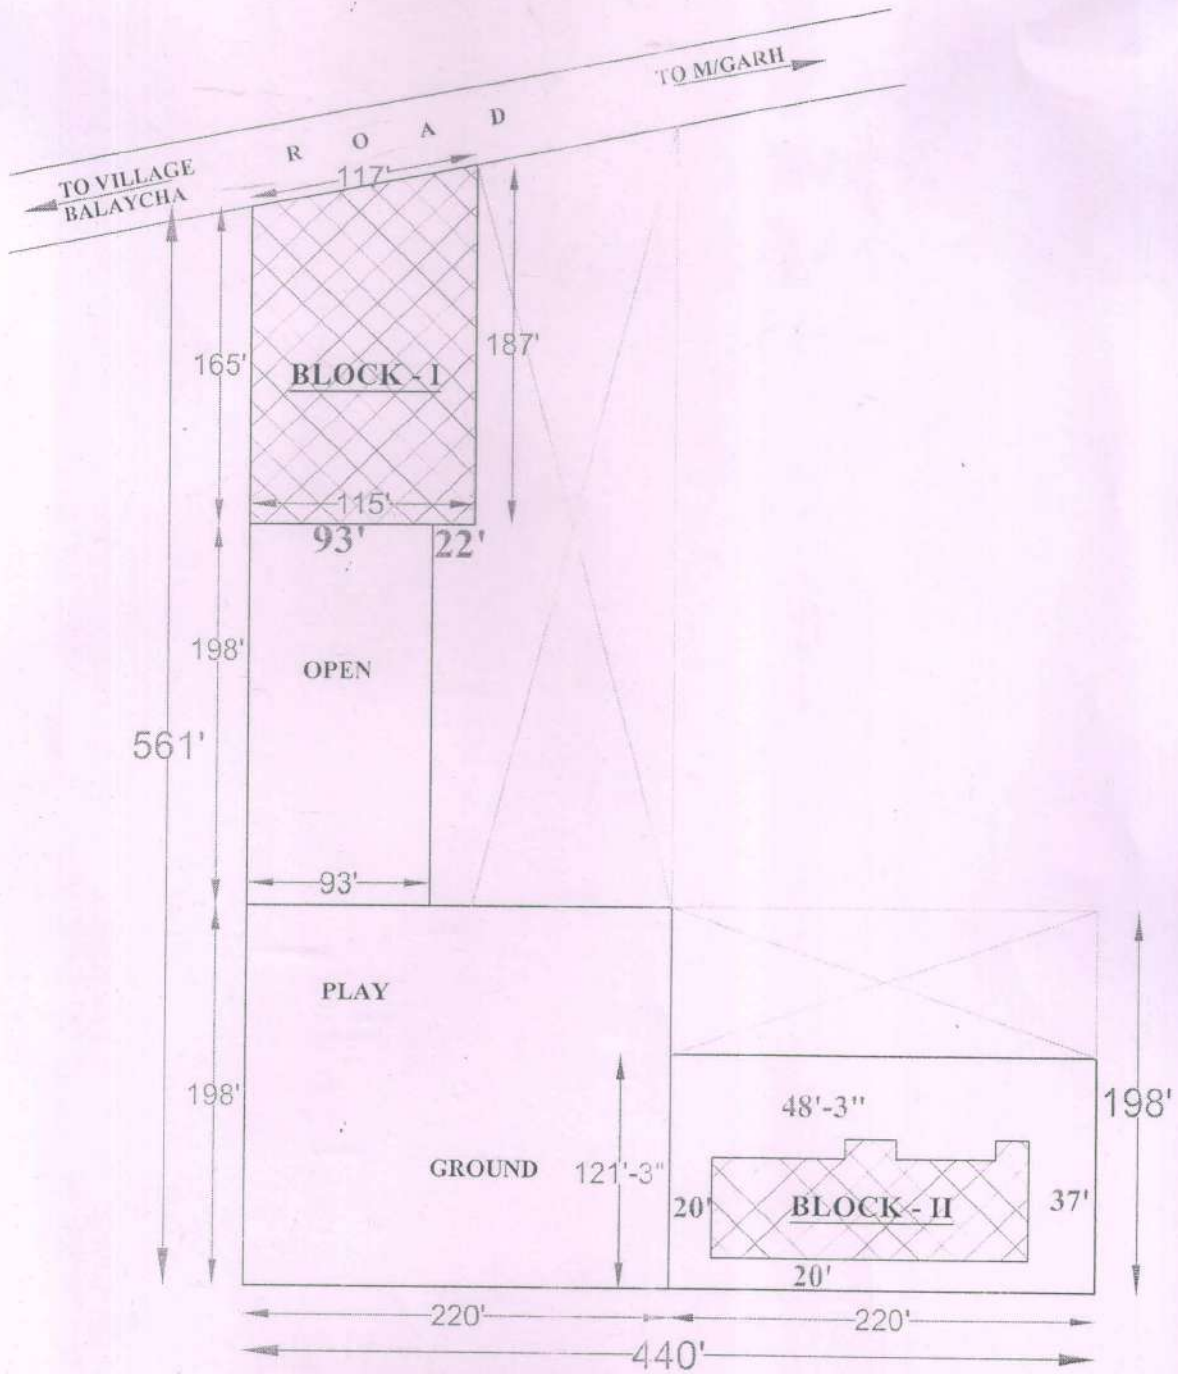 TO M/GARH
R O A D
TO VILLAGE
BALAYCHA
117'
165'
187'
BLOCK - I
115'
93'
22'
198'
OPEN
561'
93'
PLAY
198'
198'
48'-3"
GROUND
121'-3"
20'
BLOCK - II
37'
20'
220'
220'
440'